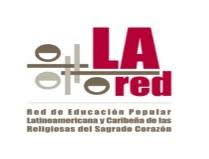 LA
red
Red de Educación Popular
Latinoamericana y Caribeña de las
Religiosas del Sagrado Corazón